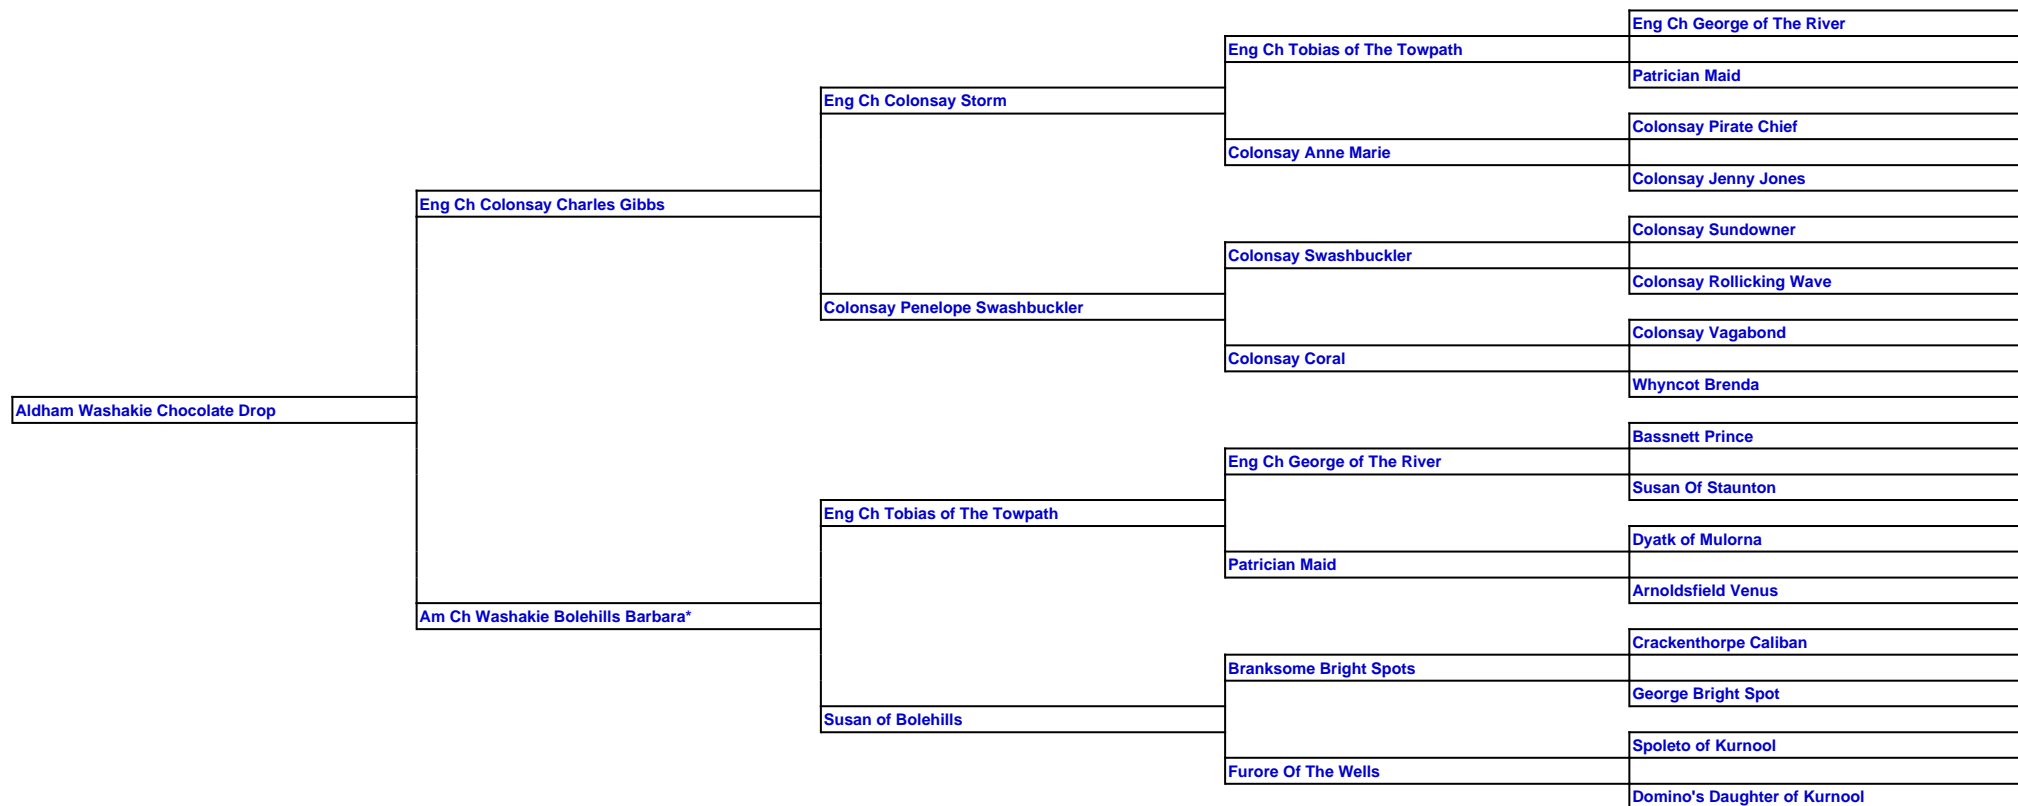 Eng Ch George of The River
Eng Ch Tobias of The Towpath
Patrician Maid
Eng Ch Colonsay Storm
Colonsay Pirate Chief
Colonsay Anne Marie
Colonsay Jenny Jones
Eng Ch Colonsay Charles Gibbs
Colonsay Sundowner
Colonsay Swashbuckler
Colonsay Rollicking Wave
Colonsay Penelope Swashbuckler
Colonsay Vagabond
Colonsay Coral
Whyncot Brenda
Aldham Washakie Chocolate Drop
Bassnett Prince
Eng Ch George of The River
Susan Of Staunton
Eng Ch Tobias of The Towpath
Dyatk of Mulorna
Patrician Maid
Arnoldsfield Venus
Am Ch Washakie Bolehills Barbara*
Crackenthorpe Caliban
Branksome Bright Spots
George Bright Spot
Susan of Bolehills
Spoleto of Kurnool
Furore Of The Wells
Domino's Daughter of Kurnool